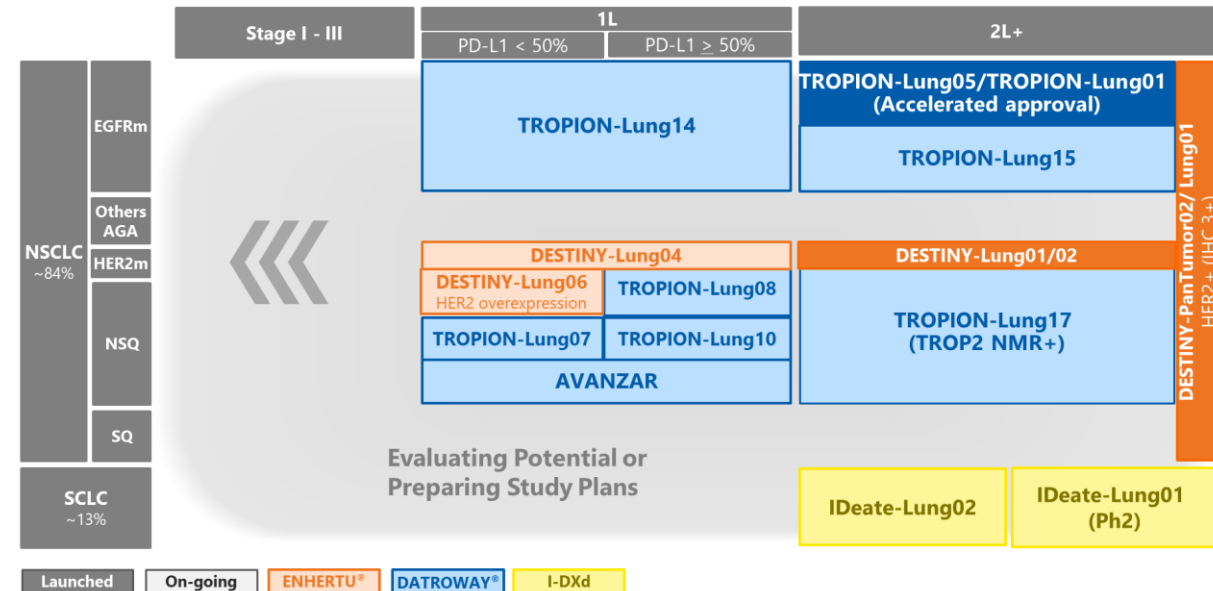 Stage I - III
1L
2L+
PD-L1 < 50%
PD-L1 ≥ 50%
NSCLC
~84%
EGFRm
Others
AGA
HER2m
NSQ
SQ
SCLC
~13%
TROPION-Lung14
TROPION-Lung05/TROPION-Lung01
(Accelerated approval)
TROPION-Lung15
DESTINY-Lung04
DESTINY-Lung01/02
DESTINY-Lung06
HER2 overexpression
TROPION-Lung08
TROPION-Lung07
TROPION-Lung10
AVANZAR
TROPION-Lung17
(TROP2 NMR+)
DESTINY-PanTumor02/ Lung01
HER2+ (IHC 3+)
Evaluating Potential or
Preparing Study Plans
IDeate-Lung02
IDeate-Lung01
(Ph2)
Launched
On-going
ENHERTU®
DATROWAY®
I-DXd